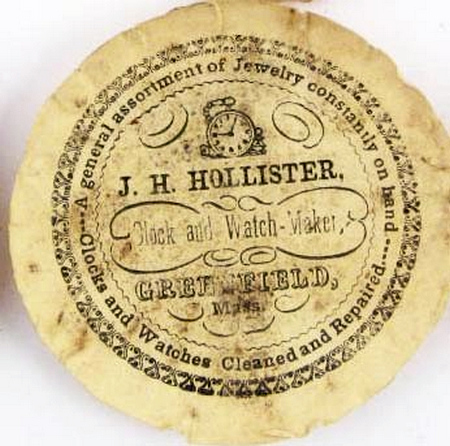 A general assortment of Jewelry constantly on hand
J. H. HOLLISTER,
Clock and Watch-Maker,
GREENFIELD,
Mass.
Clocks and Watches Cleaned and Repaired.